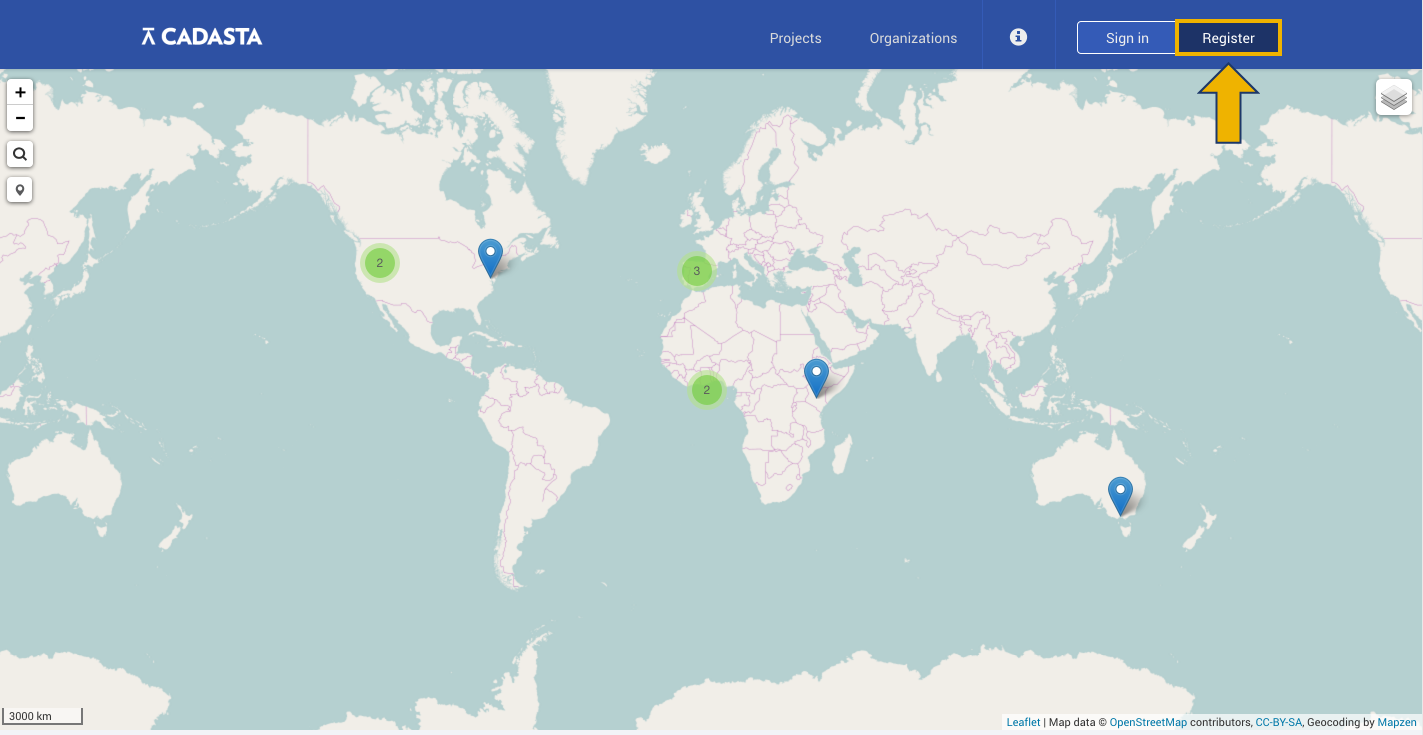 CADASTA
Projects
Organizations
Sign in
Register
+
−
2
3
2
3000 km
Leaflet | Map data © OpenStreetMap contributors, CC-BY-SA, Geocoding by Mapzen